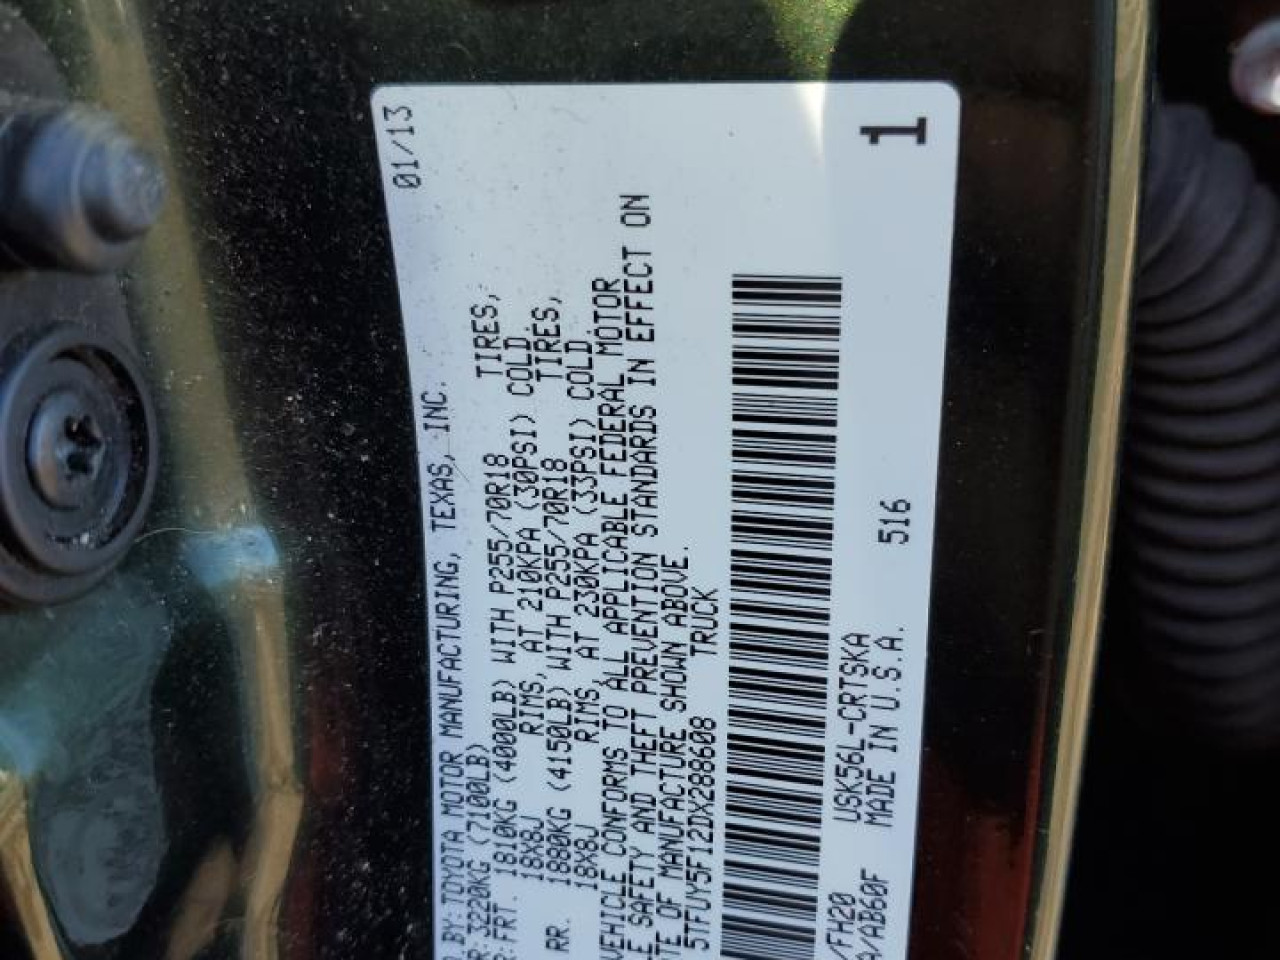 D BY: TOYOTA MOTOR MANUFACTURING, TEXAS, INC. 01/13
R: 3220KG (7100LB)
R: FRT. 1810KG (4000LB) WITH P255/70R18 TIRES,
18X8J RIMS, AT 210KPA (30PSI) COLD.
RR. 1880KG (4150LB) WITH P255/70R18 TIRES,
18X8J RIMS, AT 230KPA (33PSI) COLD.
VEHICLE CONFORMS TO ALL APPLICABLE FEDERAL MOTOR
LE SAFETY AND THEFT PREVENTION STANDARDS IN EFFECT ON
TE OF MANUFACTURE SHOWN ABOVE.
5TFUY5F12DX288608 TRUCK
/FH20 USK56L-CRTSKA
A/AB60F MADE IN U.S.A. 516
1